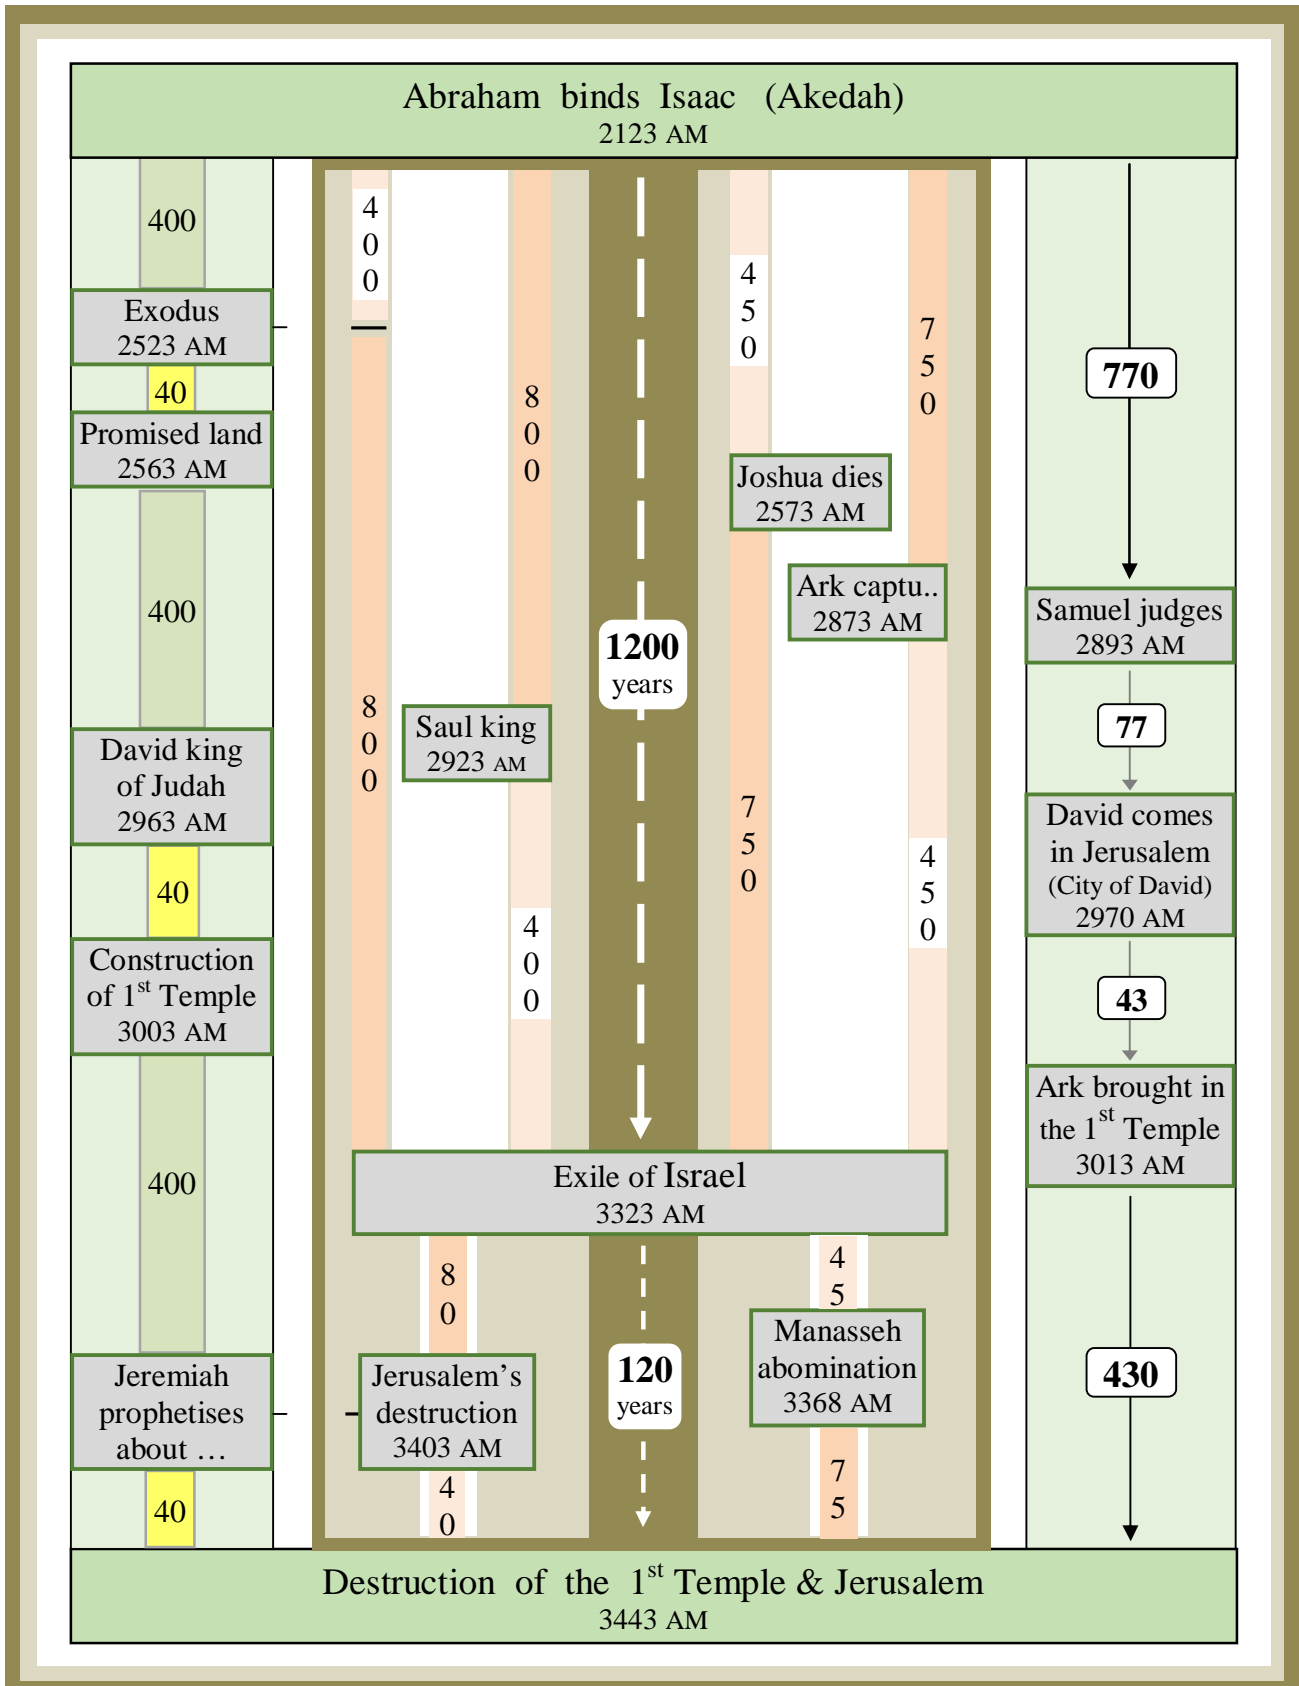 Abraham binds Isaac (Akedah)
2123 AM
400
Exodus
2523 AM
40
Promised land
2563 AM
400
David king
of Judah
2963 AM
40
Construction
of 1st Temple
3003 AM
400
Jeremiah
prophetises
about …
40
4
0
0
8
0
0
8
0
0
Saul king
2923 AM
4
0
0
1200
years
4
5
0
Joshua dies
2573 AM
7
5
0
7
5
0
Ark captu..
2873 AM
4
5
0
Exile of Israel
3323 AM
8
0
Jerusalem’s
destruction
3403 AM
4
0
120
years
4
5
Manasseh
abomination
3368 AM
7
5
770
Samuel judges
2893 AM
77
David comes
in Jerusalem
(City of David)
2970 AM
43
Ark brought in
the 1st Temple
3013 AM
430
Destruction of the 1st Temple & Jerusalem
3443 AM